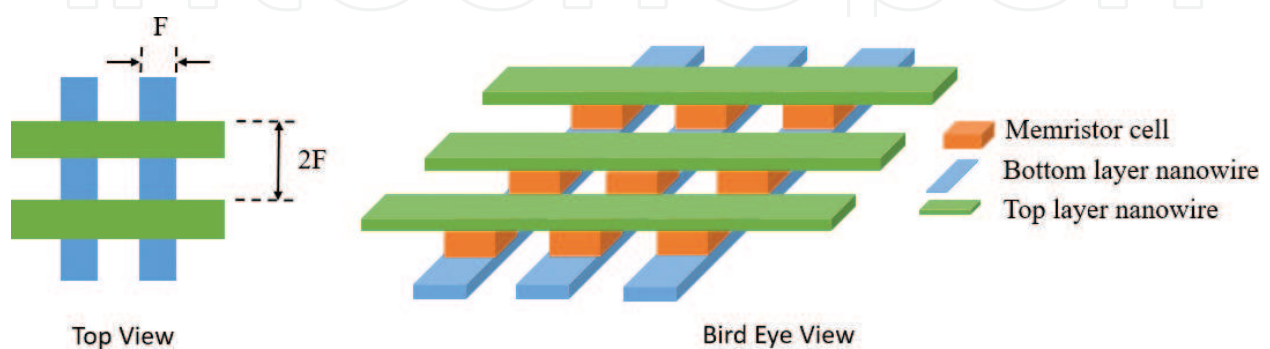 F
2F
Top View
Memristor cell
Bottom layer nanowire
Top layer nanowire
Bird Eye View